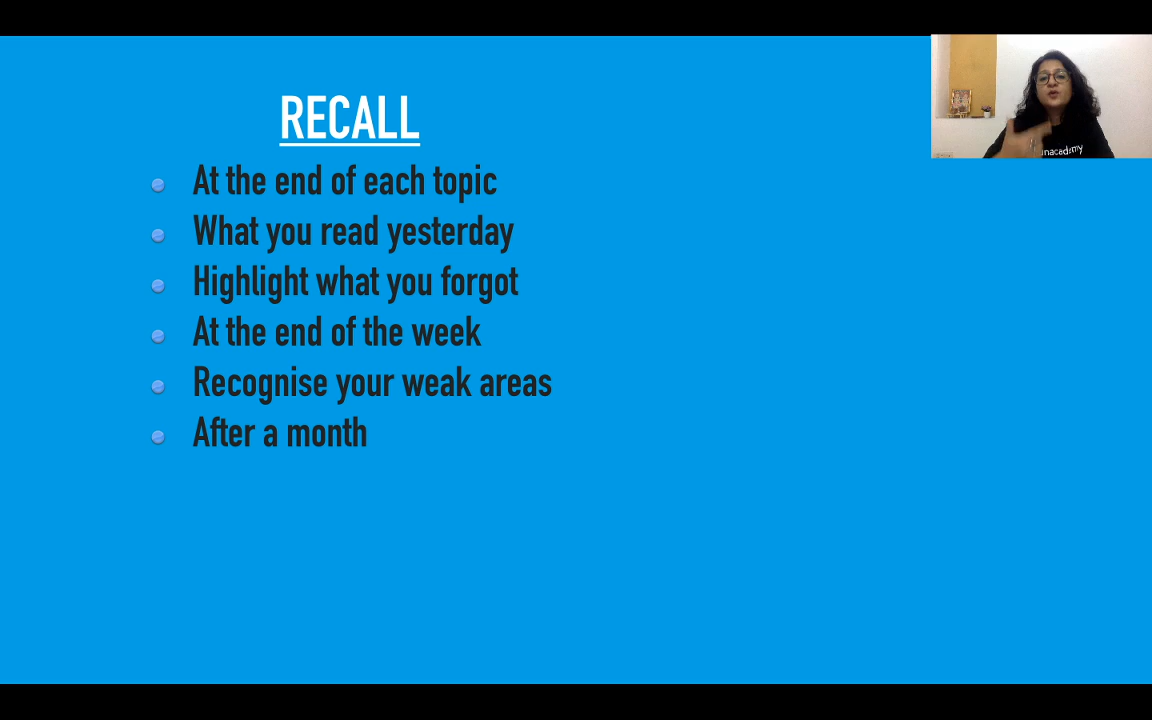 RECALL
At the end of each topic
What you read yesterday
Highlight what you forgot
At the end of the week
Recognise your weak areas
After a month